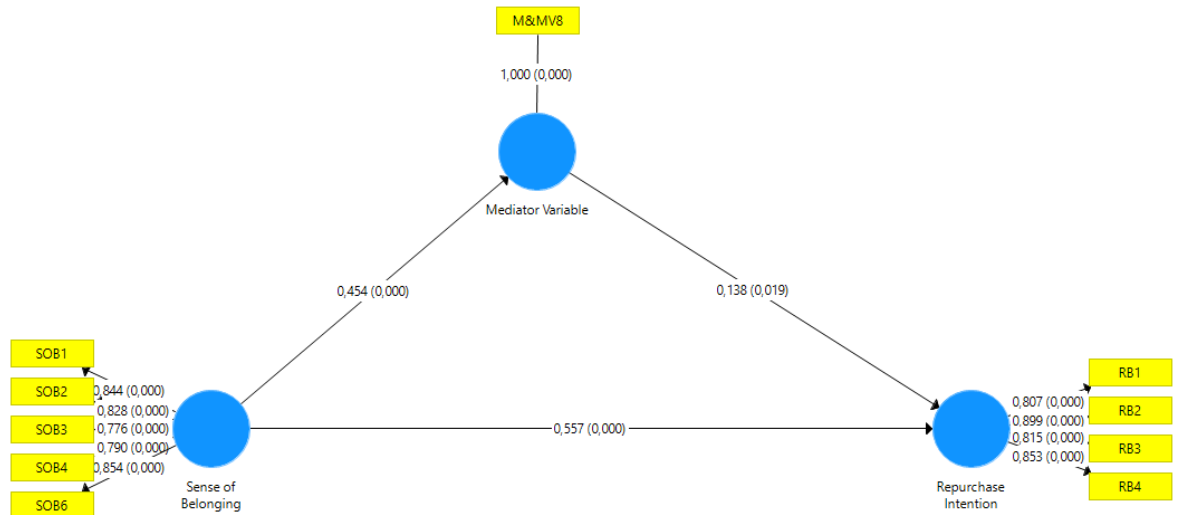 M&MV8
1,000 (0,000)
Mediator Variable
0,454 (0,000)
0,138 (0,019)
SOB1
SOB2
SOB3
SOB4
SOB6
0,844 (0,000)
0,828 (0,000)
0,776 (0,000)
0,790 (0,000)
0,854 (0,000)
Sense of
Belonging
0,557 (0,000)
Repurchase
Intention
0,807 (0,000)
0,899 (0,000)
0,815 (0,000)
0,853 (0,000)
RB1
RB2
RB3
RB4